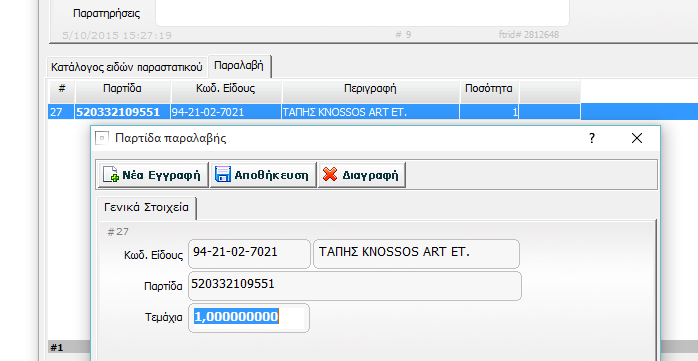 Παρατηρήσεις
5/10/2015 15:27:19 # 9 ftrid# 2812648
Κατάλογος ειδών παραστατικού Παραλαβή
# Παρτίδα Κωδ. Είδους Περιγραφή Ποσότητα
27 520332109551 94-21-02-7021 ΤΑΠΗΣ KNOSSOS ART ET. 1
Παρτίδα παραλαβής ?
Νέα Εγγραφή Αποθήκευση Διαγραφή
Γενικά Στοιχεία
#27
Κωδ. Είδους 94-21-02-7021 ΤΑΠΗΣ KNOSSOS ART ET.
Παρτίδα 520332109551
Τεμάχια 1,000000000
#1